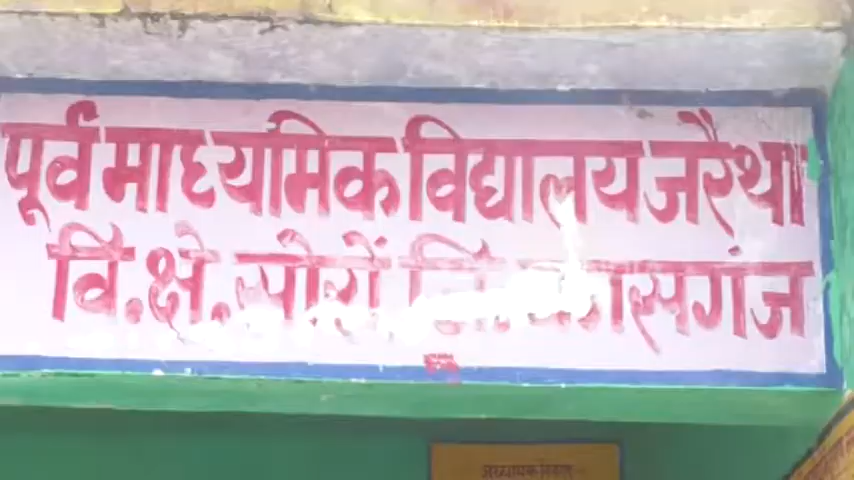 पूर्व माध्यमिक विद्यालय जरैथा
वि.क्षे. सोरों जि. कासगंज